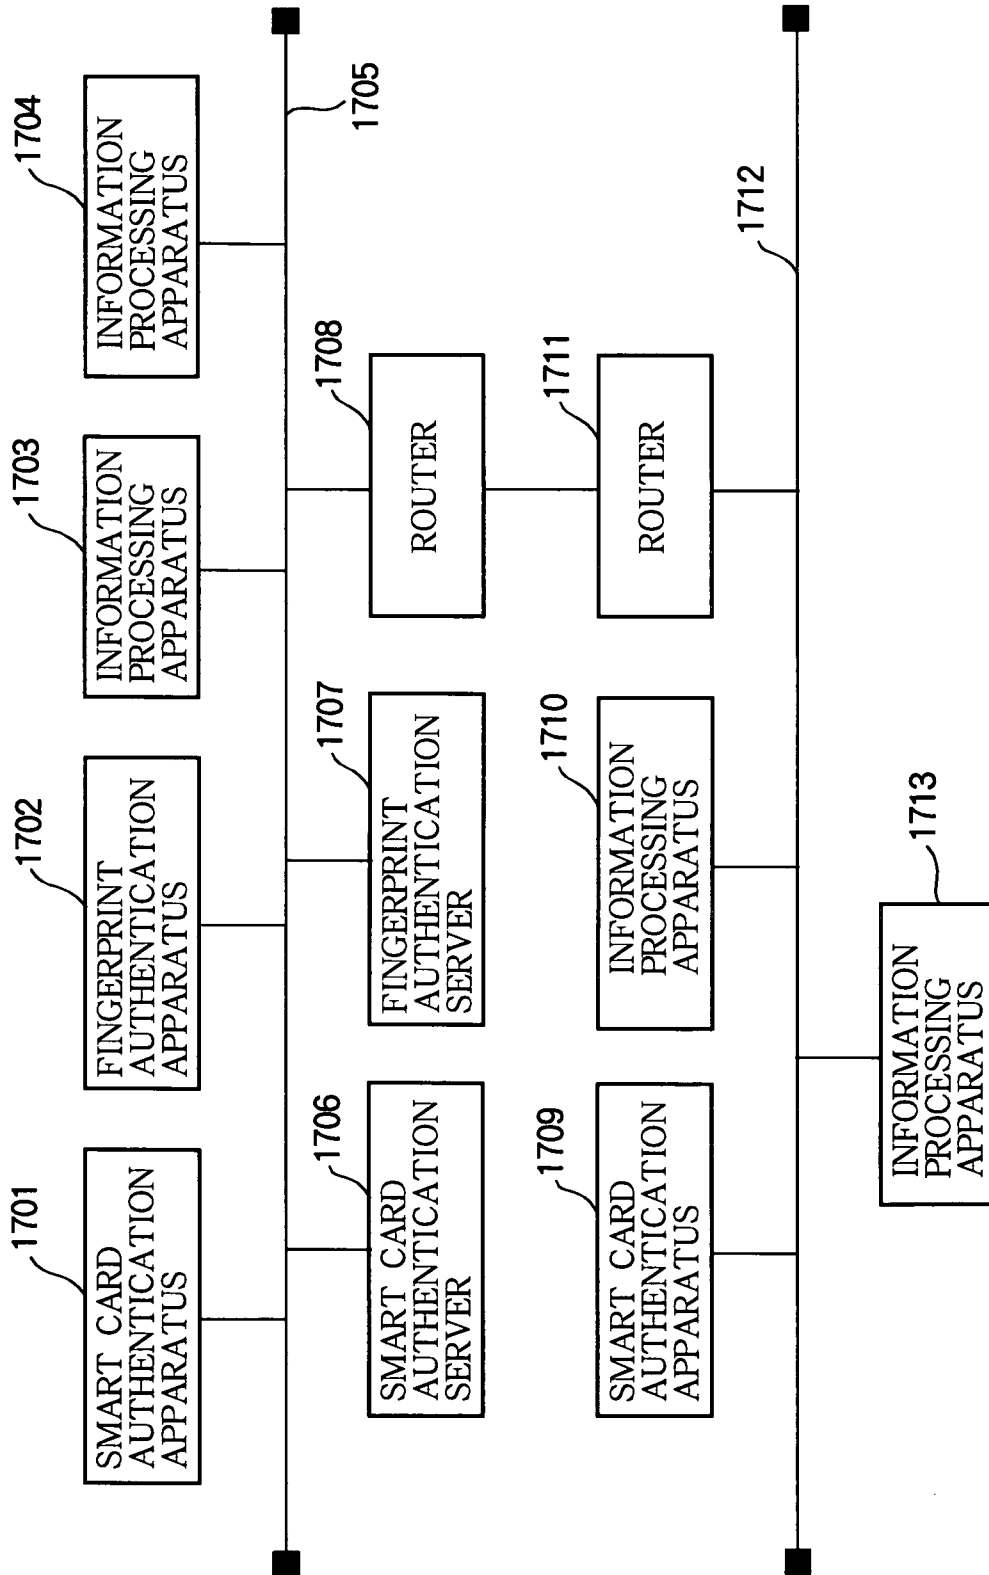 1701
SMART CARD
AUTHENTICATION
APPARATUS
1702
FINGERPRINT
AUTHENTICATION
APPARATUS
1703
INFORMATION
PROCESSING
APPARATUS
1704
INFORMATION
PROCESSING
APPARATUS
1705
1706
SMART CARD
AUTHENTICATION
SERVER
1707
FINGERPRINT
AUTHENTICATION
SERVER
1708
ROUTER
1709
SMART CARD
AUTHENTICATION
APPARATUS
1710
INFORMATION
PROCESSING
APPARATUS
1711
ROUTER
1712
1713
INFORMATION
PROCESSING
APPARATUS